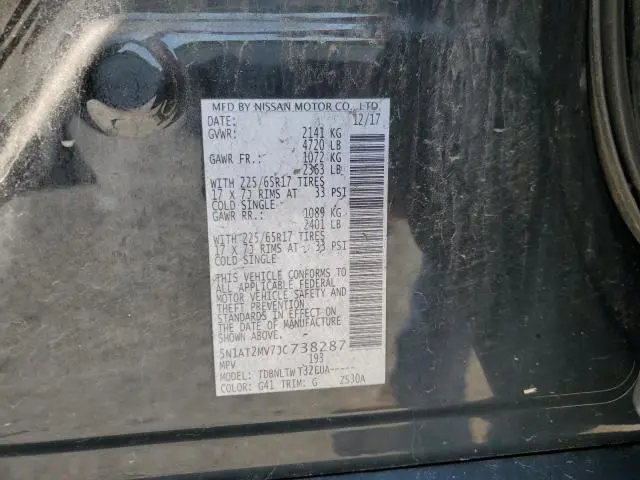 MFD BY NISSAN MOTOR CO., LTD
DATE: 12/17
GVWR: 2141 KG
4720 LB
GAWR FR.: 1072 KG
2363 LB
WITH 225/65R17 TIRES
17 X 7J RIMS AT 33 PSI
COLD SINGLE
GAWR RR.: 1089 KG
2401 LB
WITH 225/65R17 TIRES
17 X 7J RIMS AT 33 PSI
COLD SINGLE
THIS VEHICLE CONFORMS TO
ALL APPLICABLE FEDERAL
MOTOR VEHICLE SAFETY AND
THEFT PREVENTION
STANDARDS IN EFFECT ON
THE DATE OF MANUFACTURE
SHOWN ABOVE.
5N1AT2MV7JC738287
MPV 193
MODEL: TDBNLTWT32EUA-----
COLOR: G41 TRIM: G ZS30A